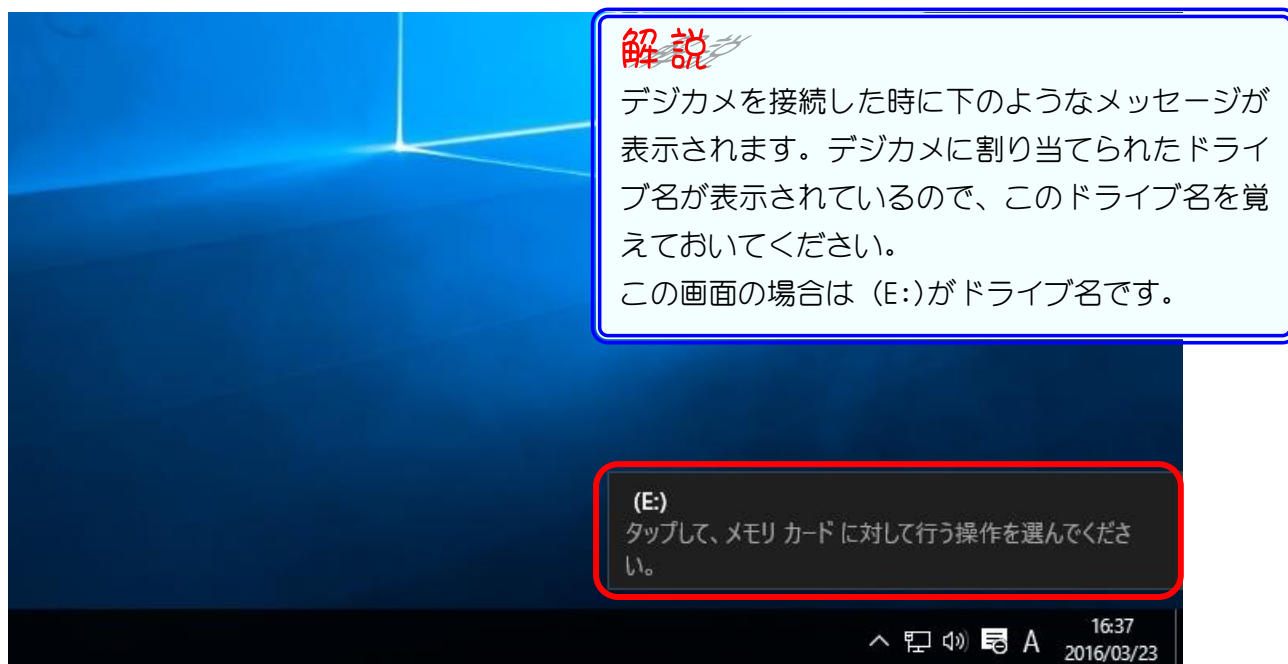 解説
デジカメを接続した時に下のようなメッセージが
表示されます。デジカメに割り当てられたドライ
ブ名が表示されているので、このドライブ名を覚
えておいてください。
この画面の場合は (E:)がドライブ名です。
(E:)
タップして、メモリ カード に対して行う操作を選んでくださ
い。
A
16:37
2016/03/23